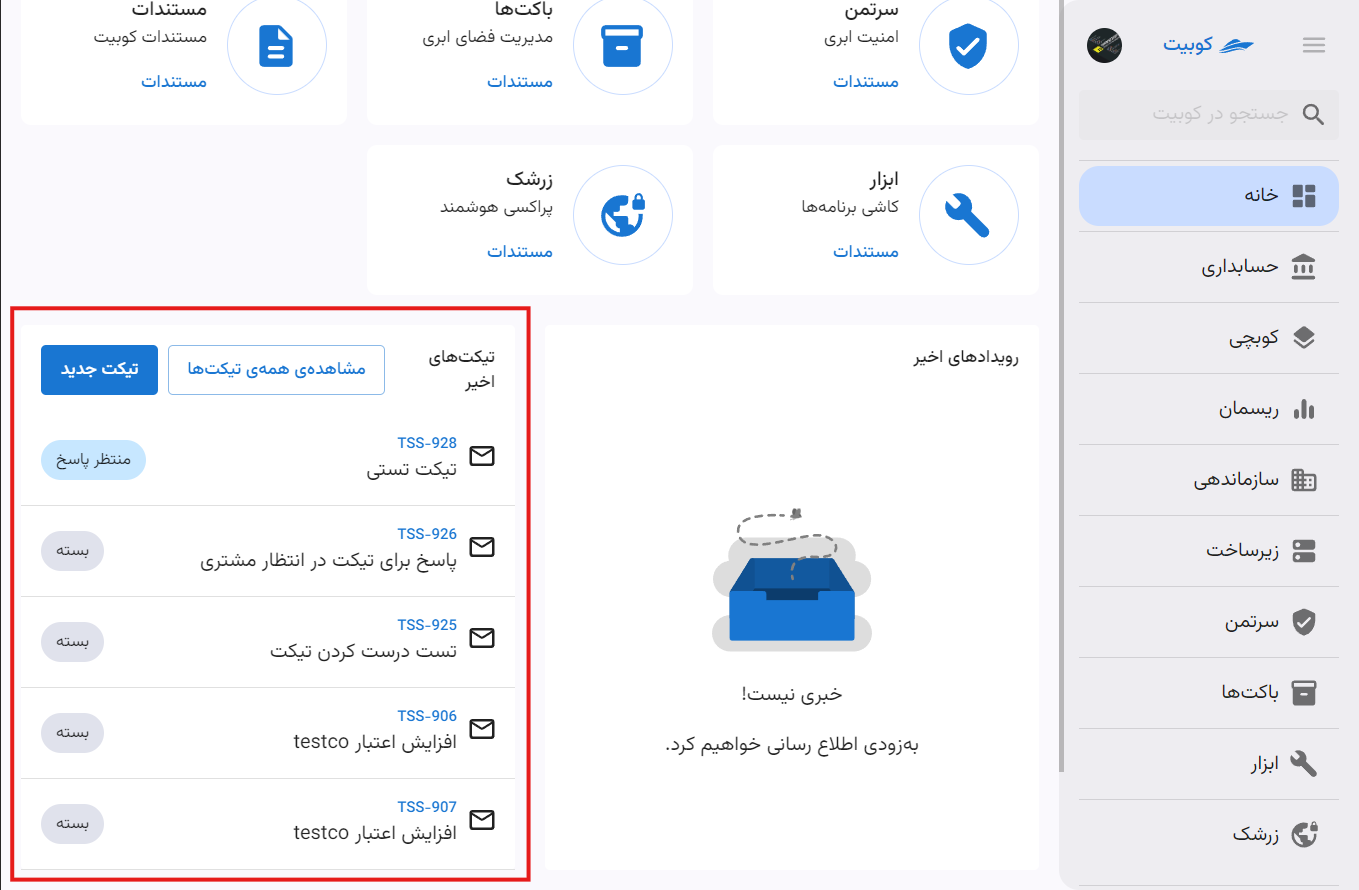 کوبیت
جستجو در کوبیت
خانه
حسابداری
کوبچی
ریسمان
سازماندهی
زیرساخت
سرتمن
باکت‌ها
ابزار
زرشک
سرتمن
امنیت ابری
مستندات
باکت‌ها
مدیریت فضای ابری
مستندات
مستندات
مستندات کوبیت
مستندات
ابزار
کاشی برنامه‌ها
مستندات
زرشک
پراکسی هوشمند
مستندات
رویدادهای اخیر
خبری نیست!
به‌زودی اطلاع رسانی خواهیم کرد.
تیکت‌های
اخیر
مشاهده‌ی همه‌ی تیکت‌ها
تیکت جدید
TSS-928
تیکت تستی
منتظر پاسخ
TSS-926
پاسخ برای تیکت در انتظار مشتری
بسته
TSS-925
تست درست کردن تیکت
بسته
TSS-906
افزایش اعتبار testco
بسته
TSS-907
افزایش اعتبار testco
بسته